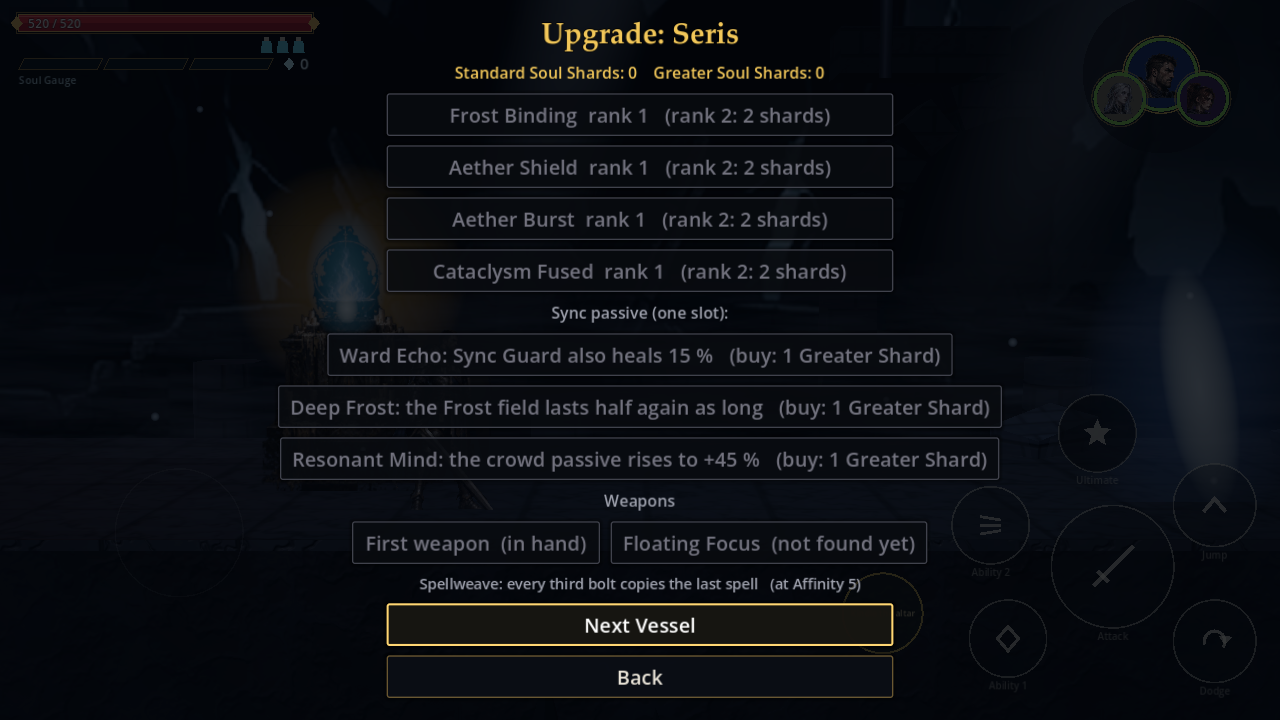 520 / 520
0
Soul Gauge
Upgrade: Seris
Standard Soul Shards: 0 Greater Soul Shards: 0
Frost Binding rank 1 (rank 2: 2 shards)
Aether Shield rank 1 (rank 2: 2 shards)
Aether Burst rank 1 (rank 2: 2 shards)
Cataclysm Fused rank 1 (rank 2: 2 shards)
Sync passive (one slot):
Ward Echo: Sync Guard also heals 15 % (buy: 1 Greater Shard)
Deep Frost: the Frost field lasts half again as long (buy: 1 Greater Shard)
Resonant Mind: the crowd passive rises to +45 % (buy: 1 Greater Shard)
Weapons
First weapon (in hand)
Floating Focus (not found yet)
Spellweave: every third bolt copies the last spell (at Affinity 5)
Next Vessel
Back
Ultimate
Ability 2
Jump
altar
Attack
Ability 1
Dodge